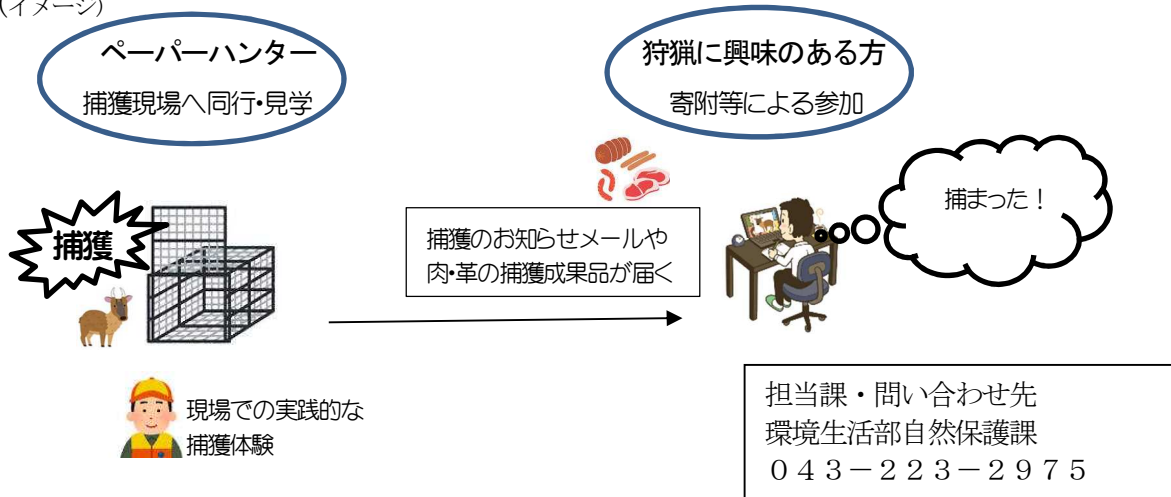 （イメージ）
ペーパーハンター
捕獲現場へ同行・見学
狩猟に興味のある方
寄附等による参加
捕獲
捕獲のお知らせメールや
肉・革の捕獲成果品が届く
捕まった！
現場での実践的な
捕獲体験
担当課・問い合わせ先
環境生活部自然保護課
０４３－２２３－２９７５